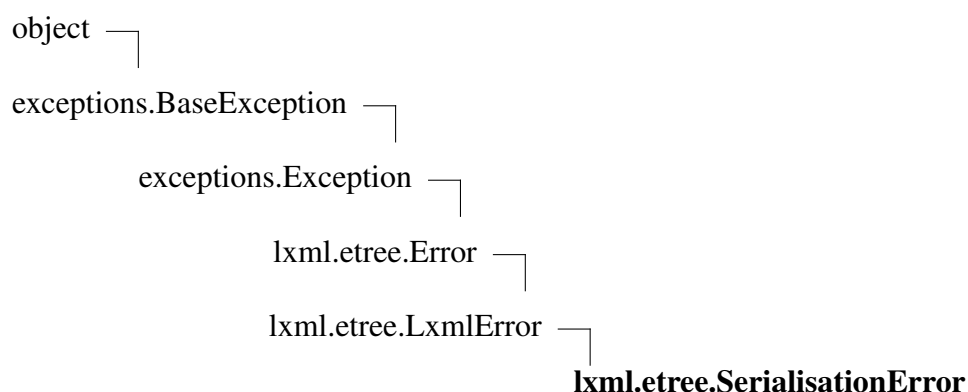 object
exceptions.BaseException
exceptions.Exception
lxml.etree.Error
lxml.etree.LxmlError
lxml.etree.SerialisationError